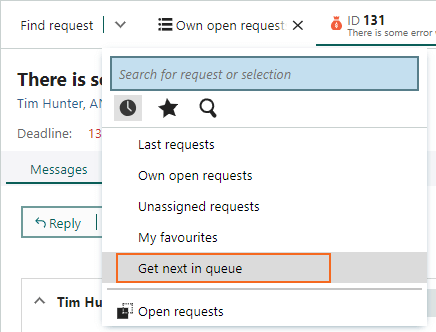 Find request
Own open request
ID 131
There is some error
There is s
Tim Hunter, AN
Deadline: 13
Search for request or selection
Messages
Last requests
Own open requests
Unassigned requests
Reply
My favourites
Get next in queue
Tim Hu
Open requests